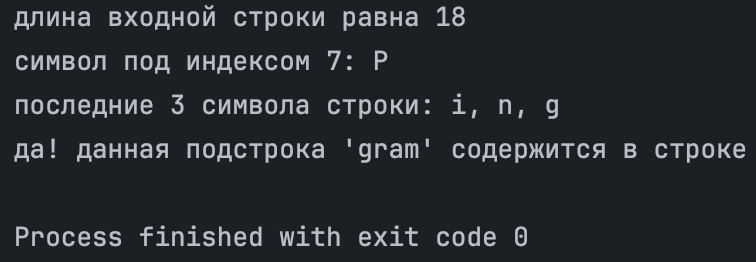 длина входной строки равна 18
символ под индексом 7: P
последние 3 символа строки: i, n, g
да! данная подстрока 'gram' содержится в строке
Process finished with exit code 0